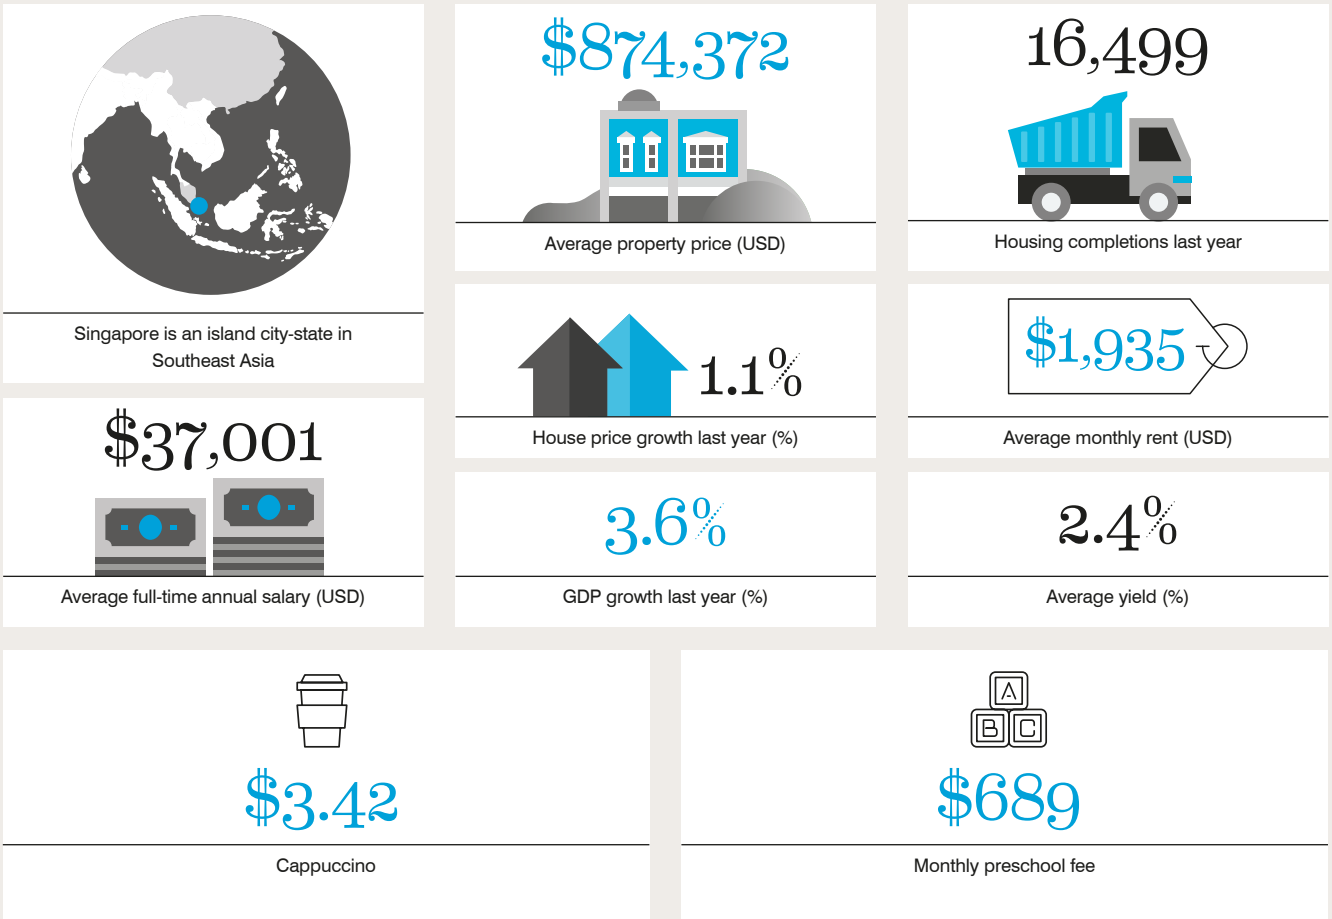 Singapore is an island city-state in
Southeast Asia
$37,001
Average full-time annual salary (USD)
$874,372
Average property price (USD)
1.1%
House price growth last year (%)
3.6%
GDP growth last year (%)
16,499
Housing completions last year
$1,935
Average monthly rent (USD)
2.4%
Average yield (%)
$3.42
Cappuccino
A
B C
$689
Monthly preschool fee